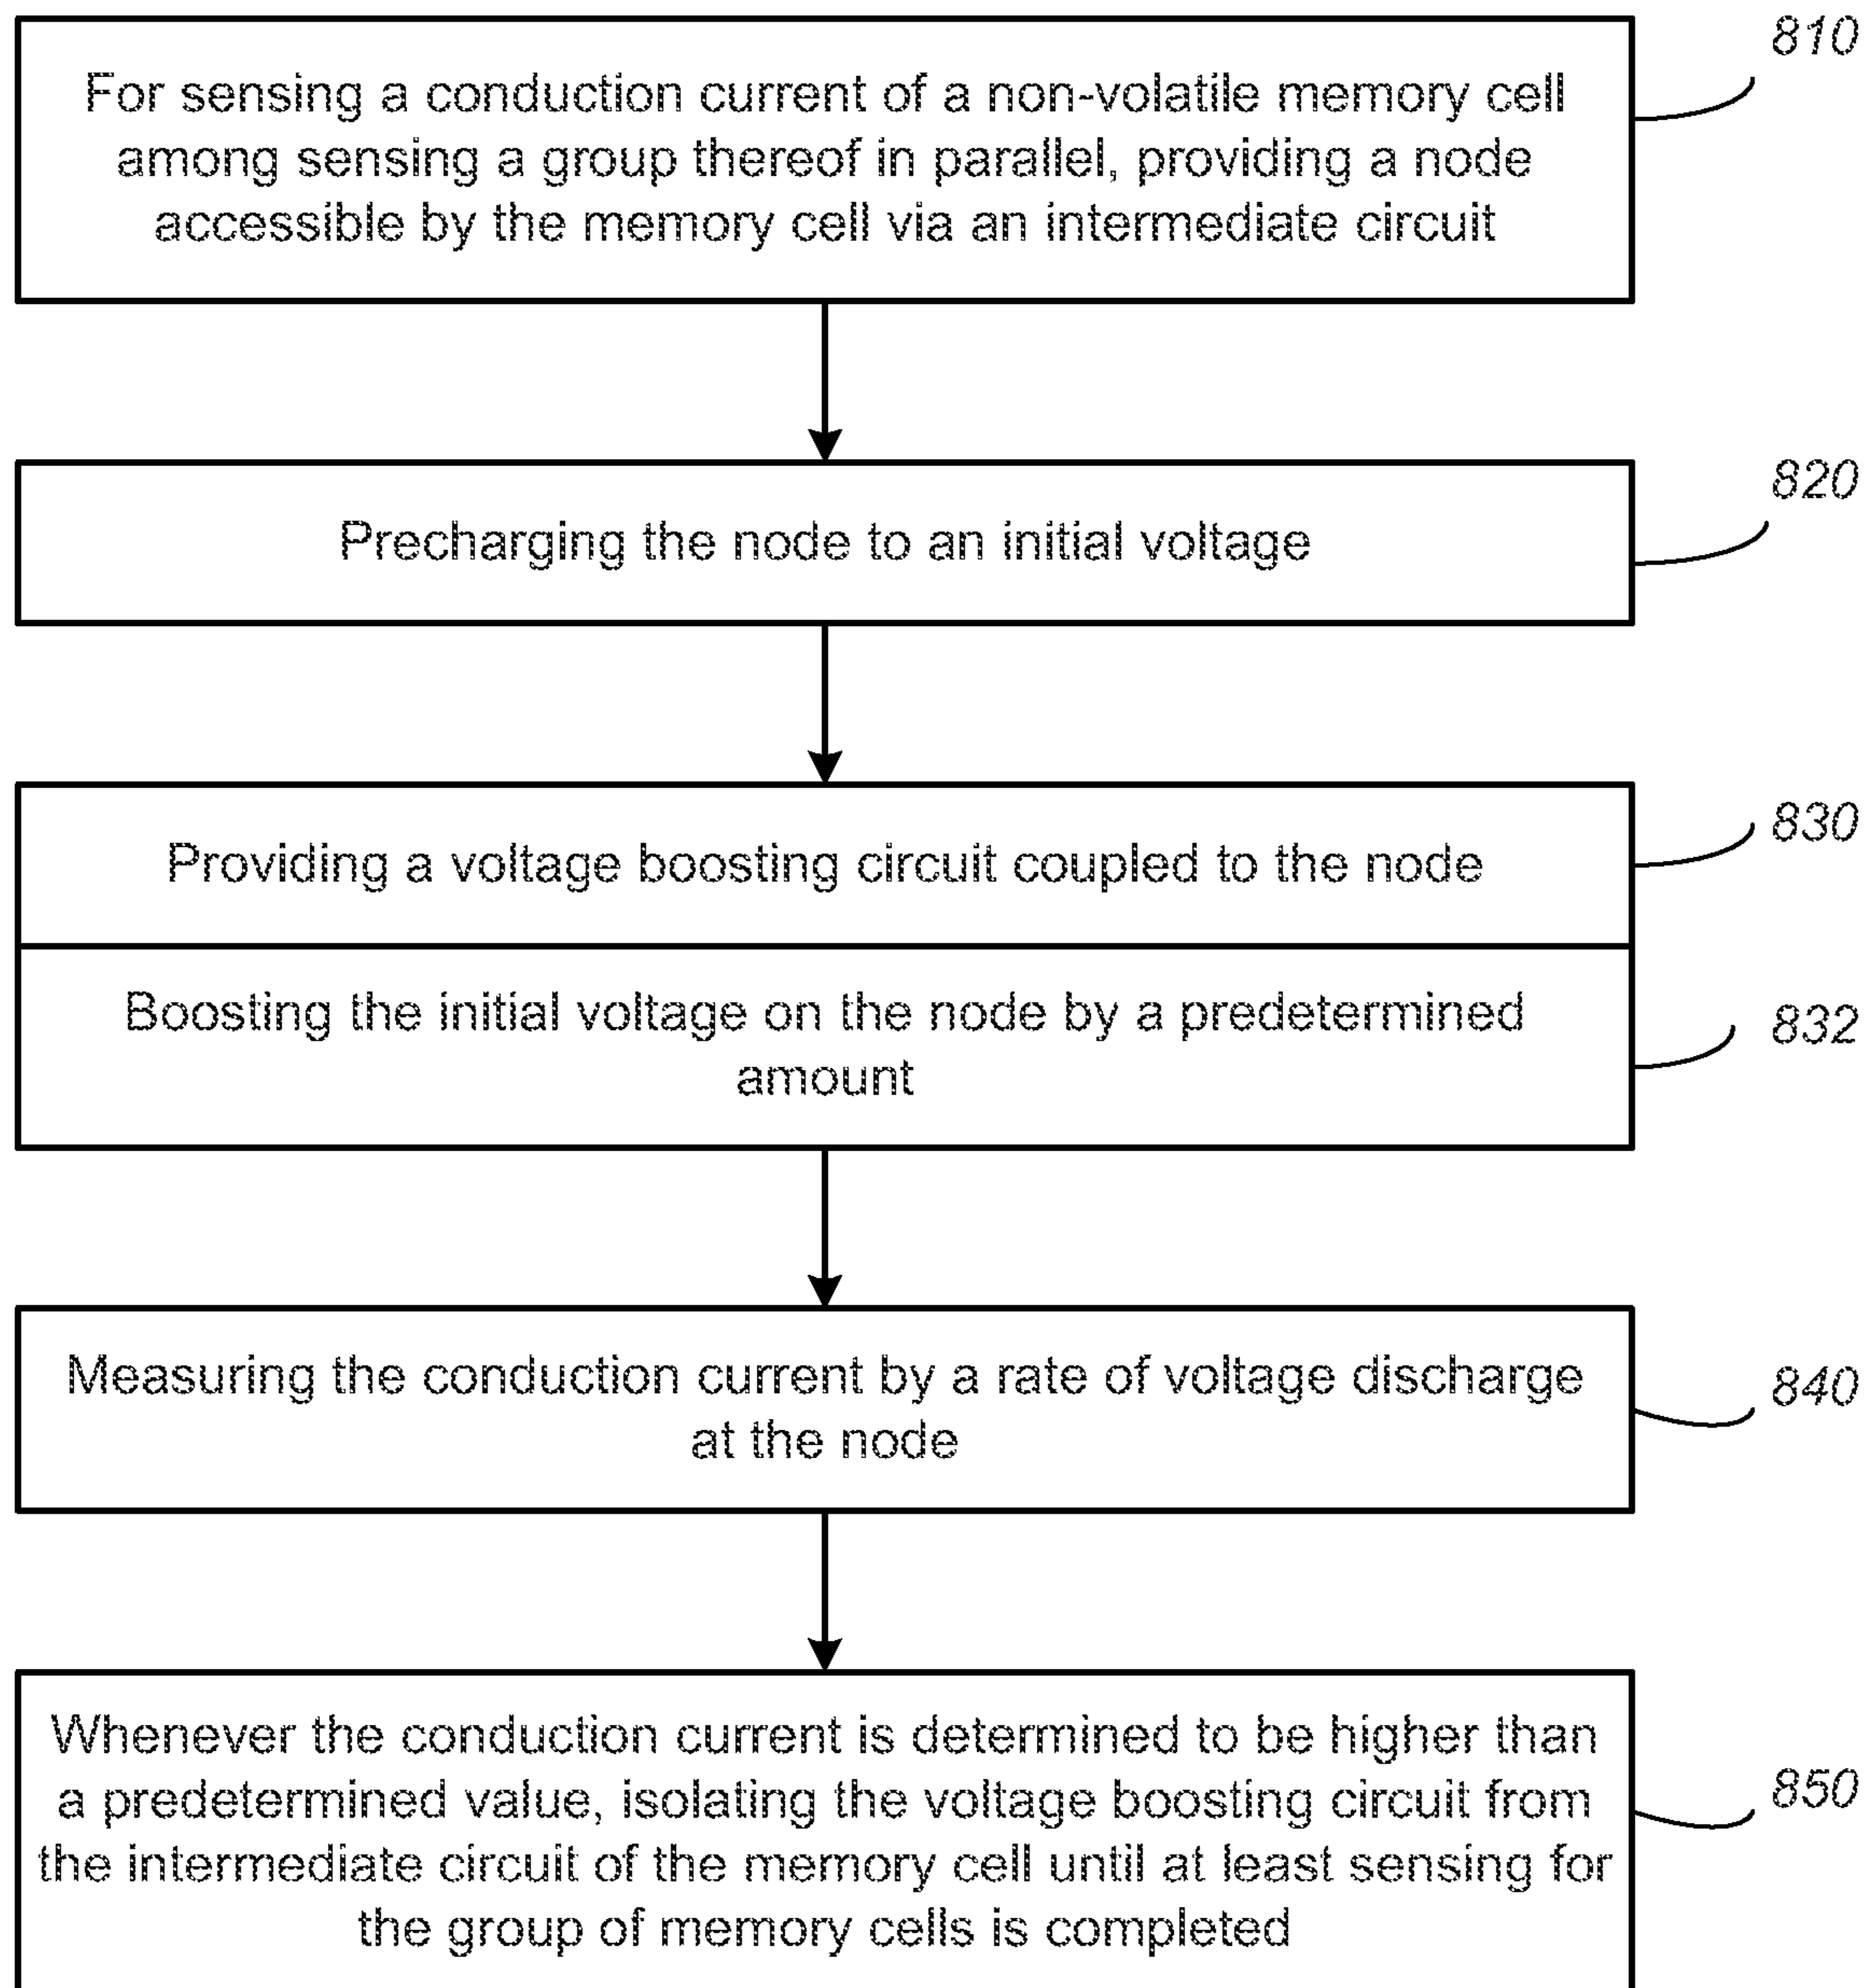 For sensing a conduction current of a non-volatile memory cell
among sensing a group thereof in parallel, providing a node
accessible by the memory cell via an intermediate circuit
810
Precharging the node to an initial voltage
820
Providing a voltage boosting circuit coupled to the node
830
Boosting the initial voltage on the node by a predetermined
amount
832
Measuring the conduction current by a rate of voltage discharge
at the node
840
Whenever the conduction current is determined to be higher than
a predetermined value, isolating the voltage boosting circuit from
the intermediate circuit of the memory cell until at least sensing for
the group of memory cells is completed
850